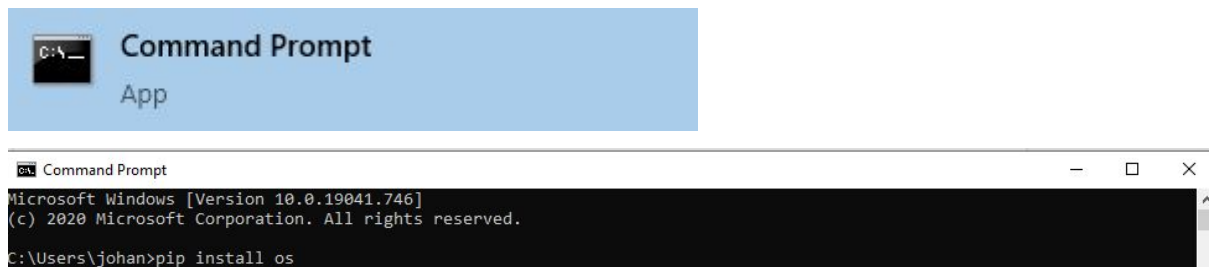 C:\_
Command Prompt
App
Command Prompt
Microsoft Windows [Version 10.0.19041.746]
(c) 2020 Microsoft Corporation. All rights reserved.
C:\Users\johan>pip install os